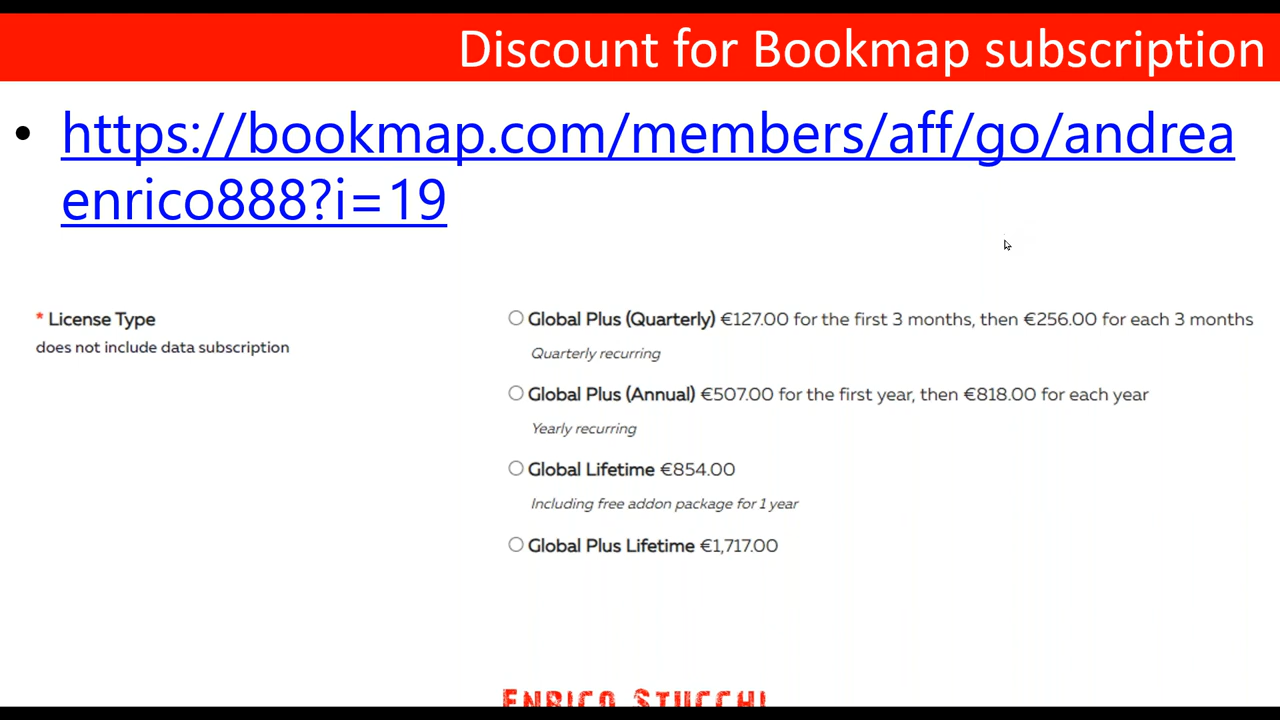 Discount for Bookmap subscription
• https://bookmap.com/members/aff/go/andrea
enrico888?i=19
* License Type
does not include data subscription
Global Plus (Quarterly) €127.00 for the first 3 months, then €256.00 for each 3 months
Quarterly recurring
Global Plus (Annual) €507.00 for the first year, then €818.00 for each year
Yearly recurring
Global Lifetime €854.00
Including free addon package for 1 year
Global Plus Lifetime €1,717.00
ENRICO STUCCHI